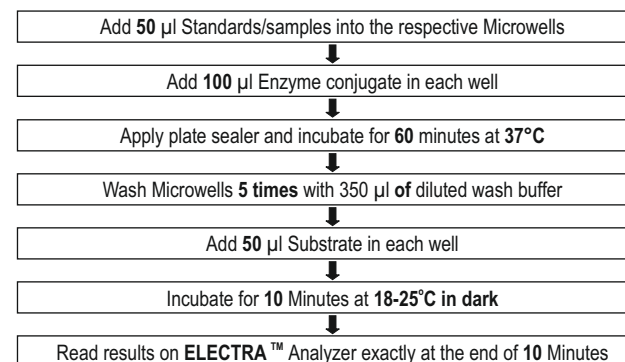 Add 50 µl Standards/samples into the respective Microwells
Add 100 µl Enzyme conjugate in each well
Apply plate sealer and incubate for 60 minutes at 37°C
Wash Microwells 5 times with 350 µl of diluted wash buffer
Add 50 µl Substrate in each well
Incubate for 10 Minutes at 18-25°C in dark
Read results on ELECTRA™ Analyzer exactly at the end of 10 Minutes